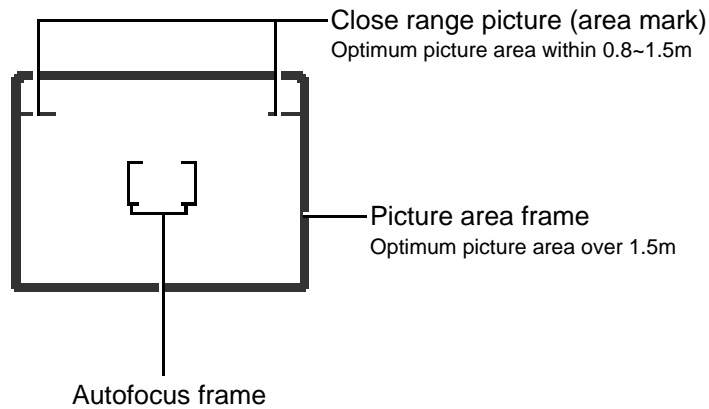 Close range picture (area mark)
Optimum picture area within 0.8~1.5m
Picture area frame
Optimum picture area over 1.5m
Autofocus frame